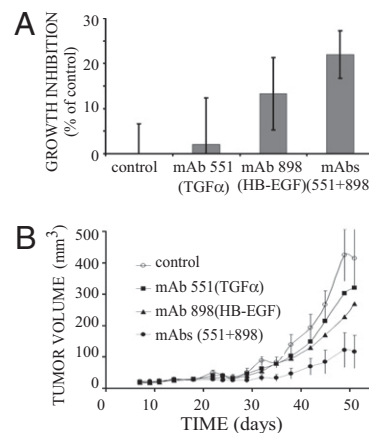 A
GROWTH INHIBITION
(% of control)
30
20
10
0
control mAb 551 mAb 898 mAbs
(TGFα) (HB-EGF) (551+898)
B
TUMOR VOLUME (mm3)
500
400
300
200
100
0
control
mAb 551(TGFα)
mAb 898(HB-EGF)
mAbs (551+898)
0 10 20 30 40 50
TIME (days)